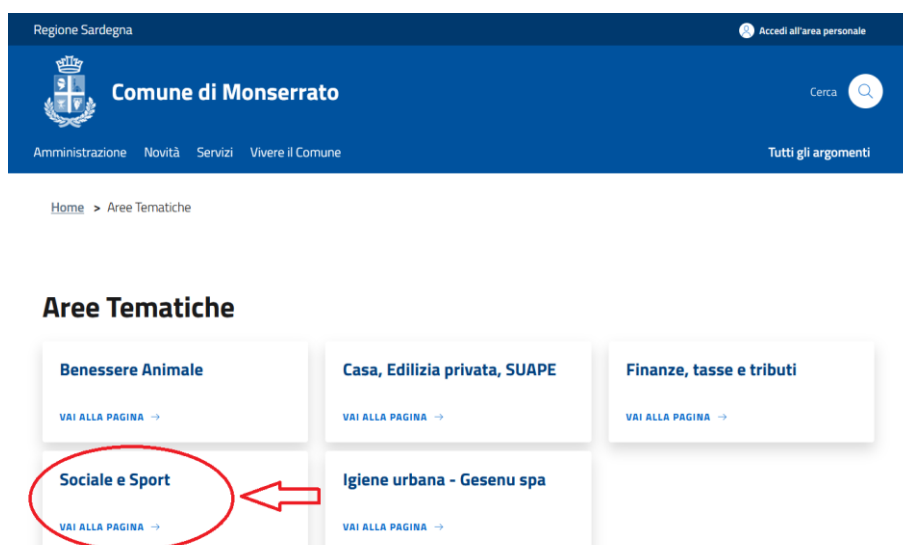 Regione Sardegna
Accedi all'area personale
Comune di Monserrato
Cerca
Amministrazione Novità Servizi Vivere il Comune
Tutti gli argomenti
Home > Aree Tematiche
Aree Tematiche
Benessere Animale
VAI ALLA PAGINA →
Casa, Edilizia privata, SUAPE
VAI ALLA PAGINA →
Finanze, tasse e tributi
VAI ALLA PAGINA →
Sociale e Sport
VAI ALLA PAGINA →
Igiene urbana - Gesenu spa
VAI ALLA PAGINA →